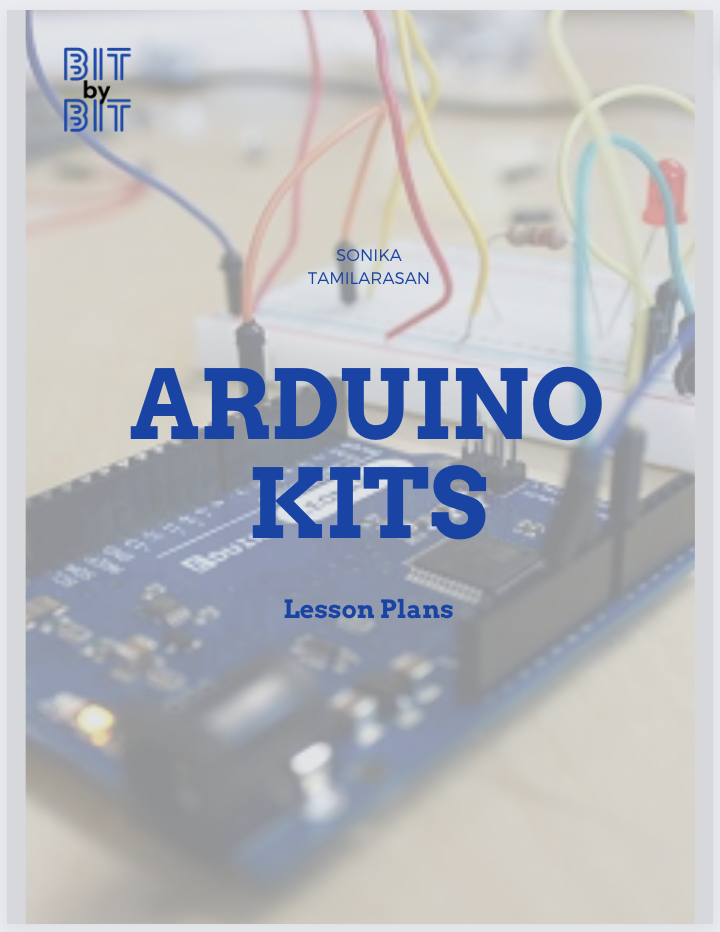 BIT
by
BIT
SONIKA
TAMILARASAN
ARDUINO
KITS
Lesson Plans